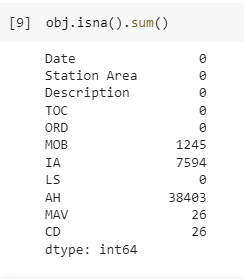 [9] obj.isna().sum()
Date 0
Station Area 0
Description 0
TOC 0
ORD 0
MOB 1245
IA 7594
LS 0
AH 38403
MAV 26
CD 26
dtype: int64